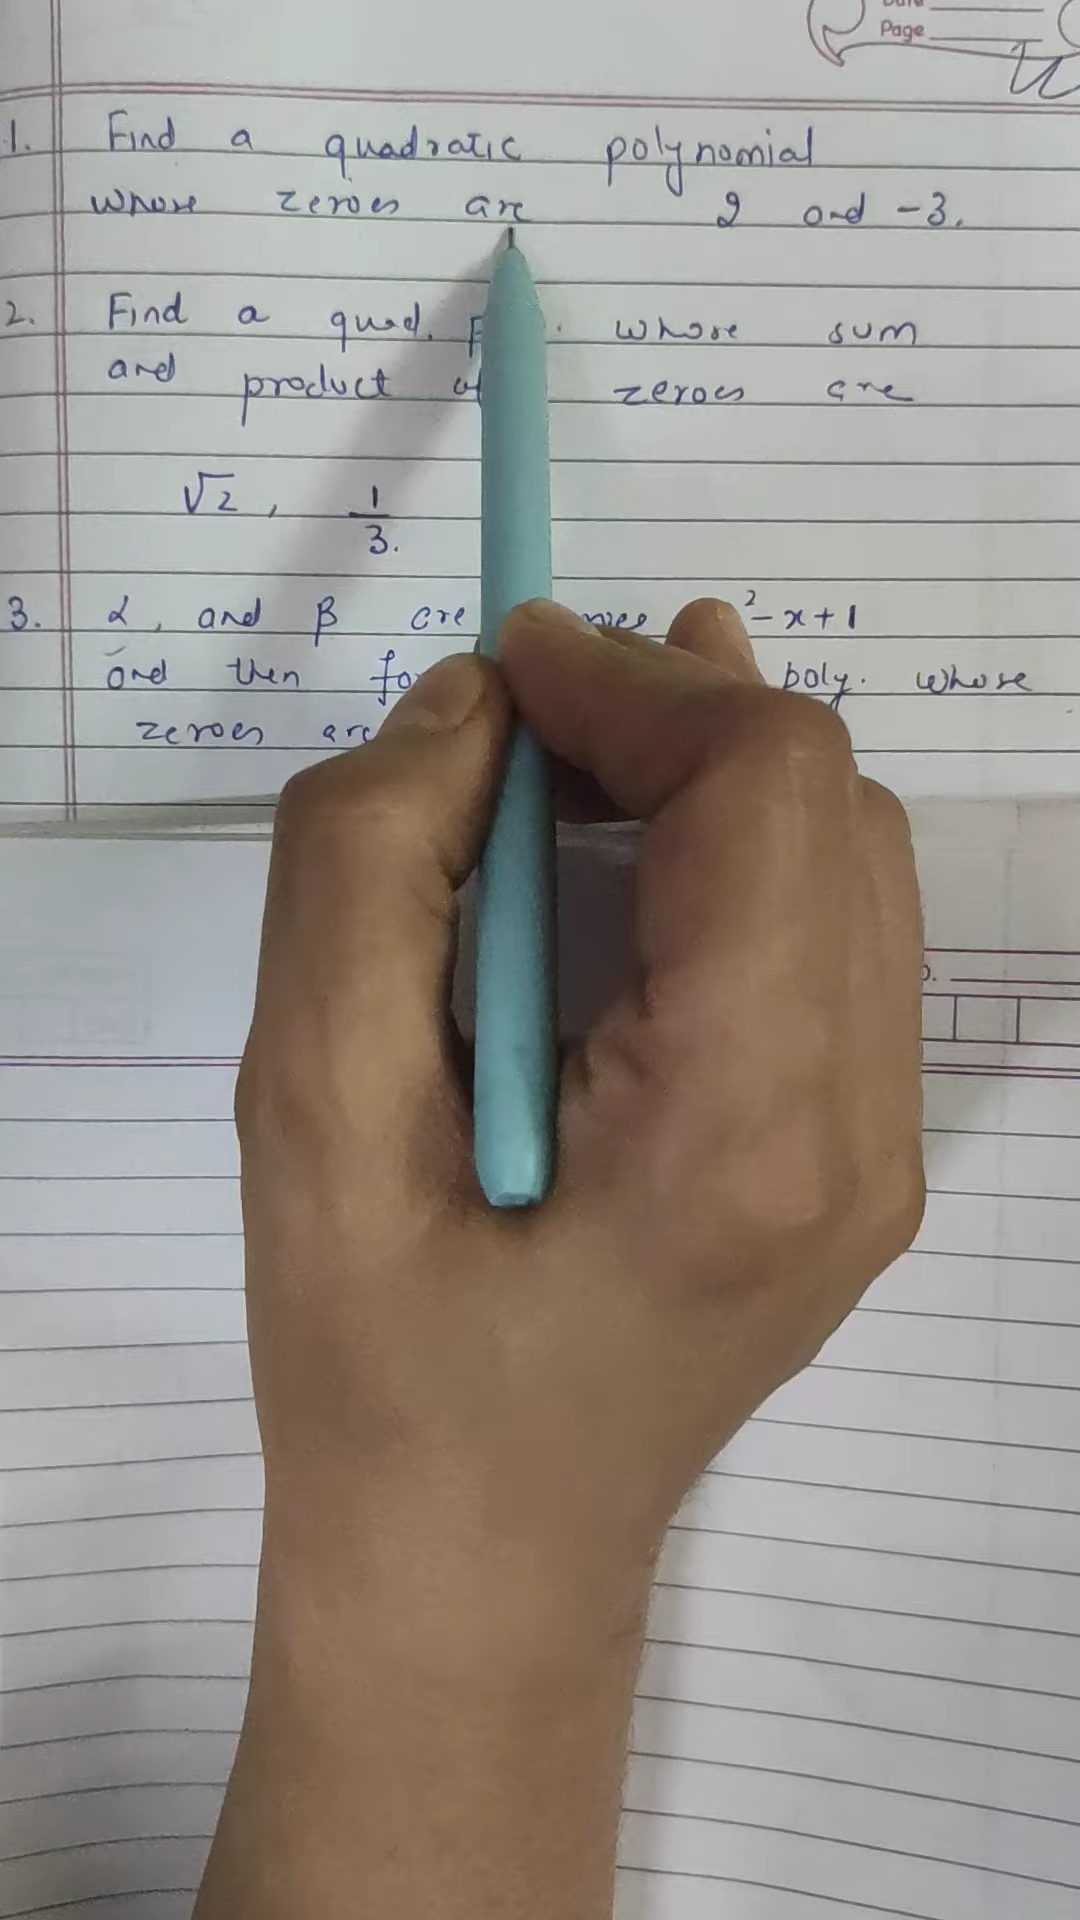 Page
1. Find a quadratic polynomial
whose zeroes are 2 and -3.
2. Find a quad. whose sum
and product zeroes are
√2, 1/3.
3. α, and β are ²-x+1
and then poly. whose
zeroes are